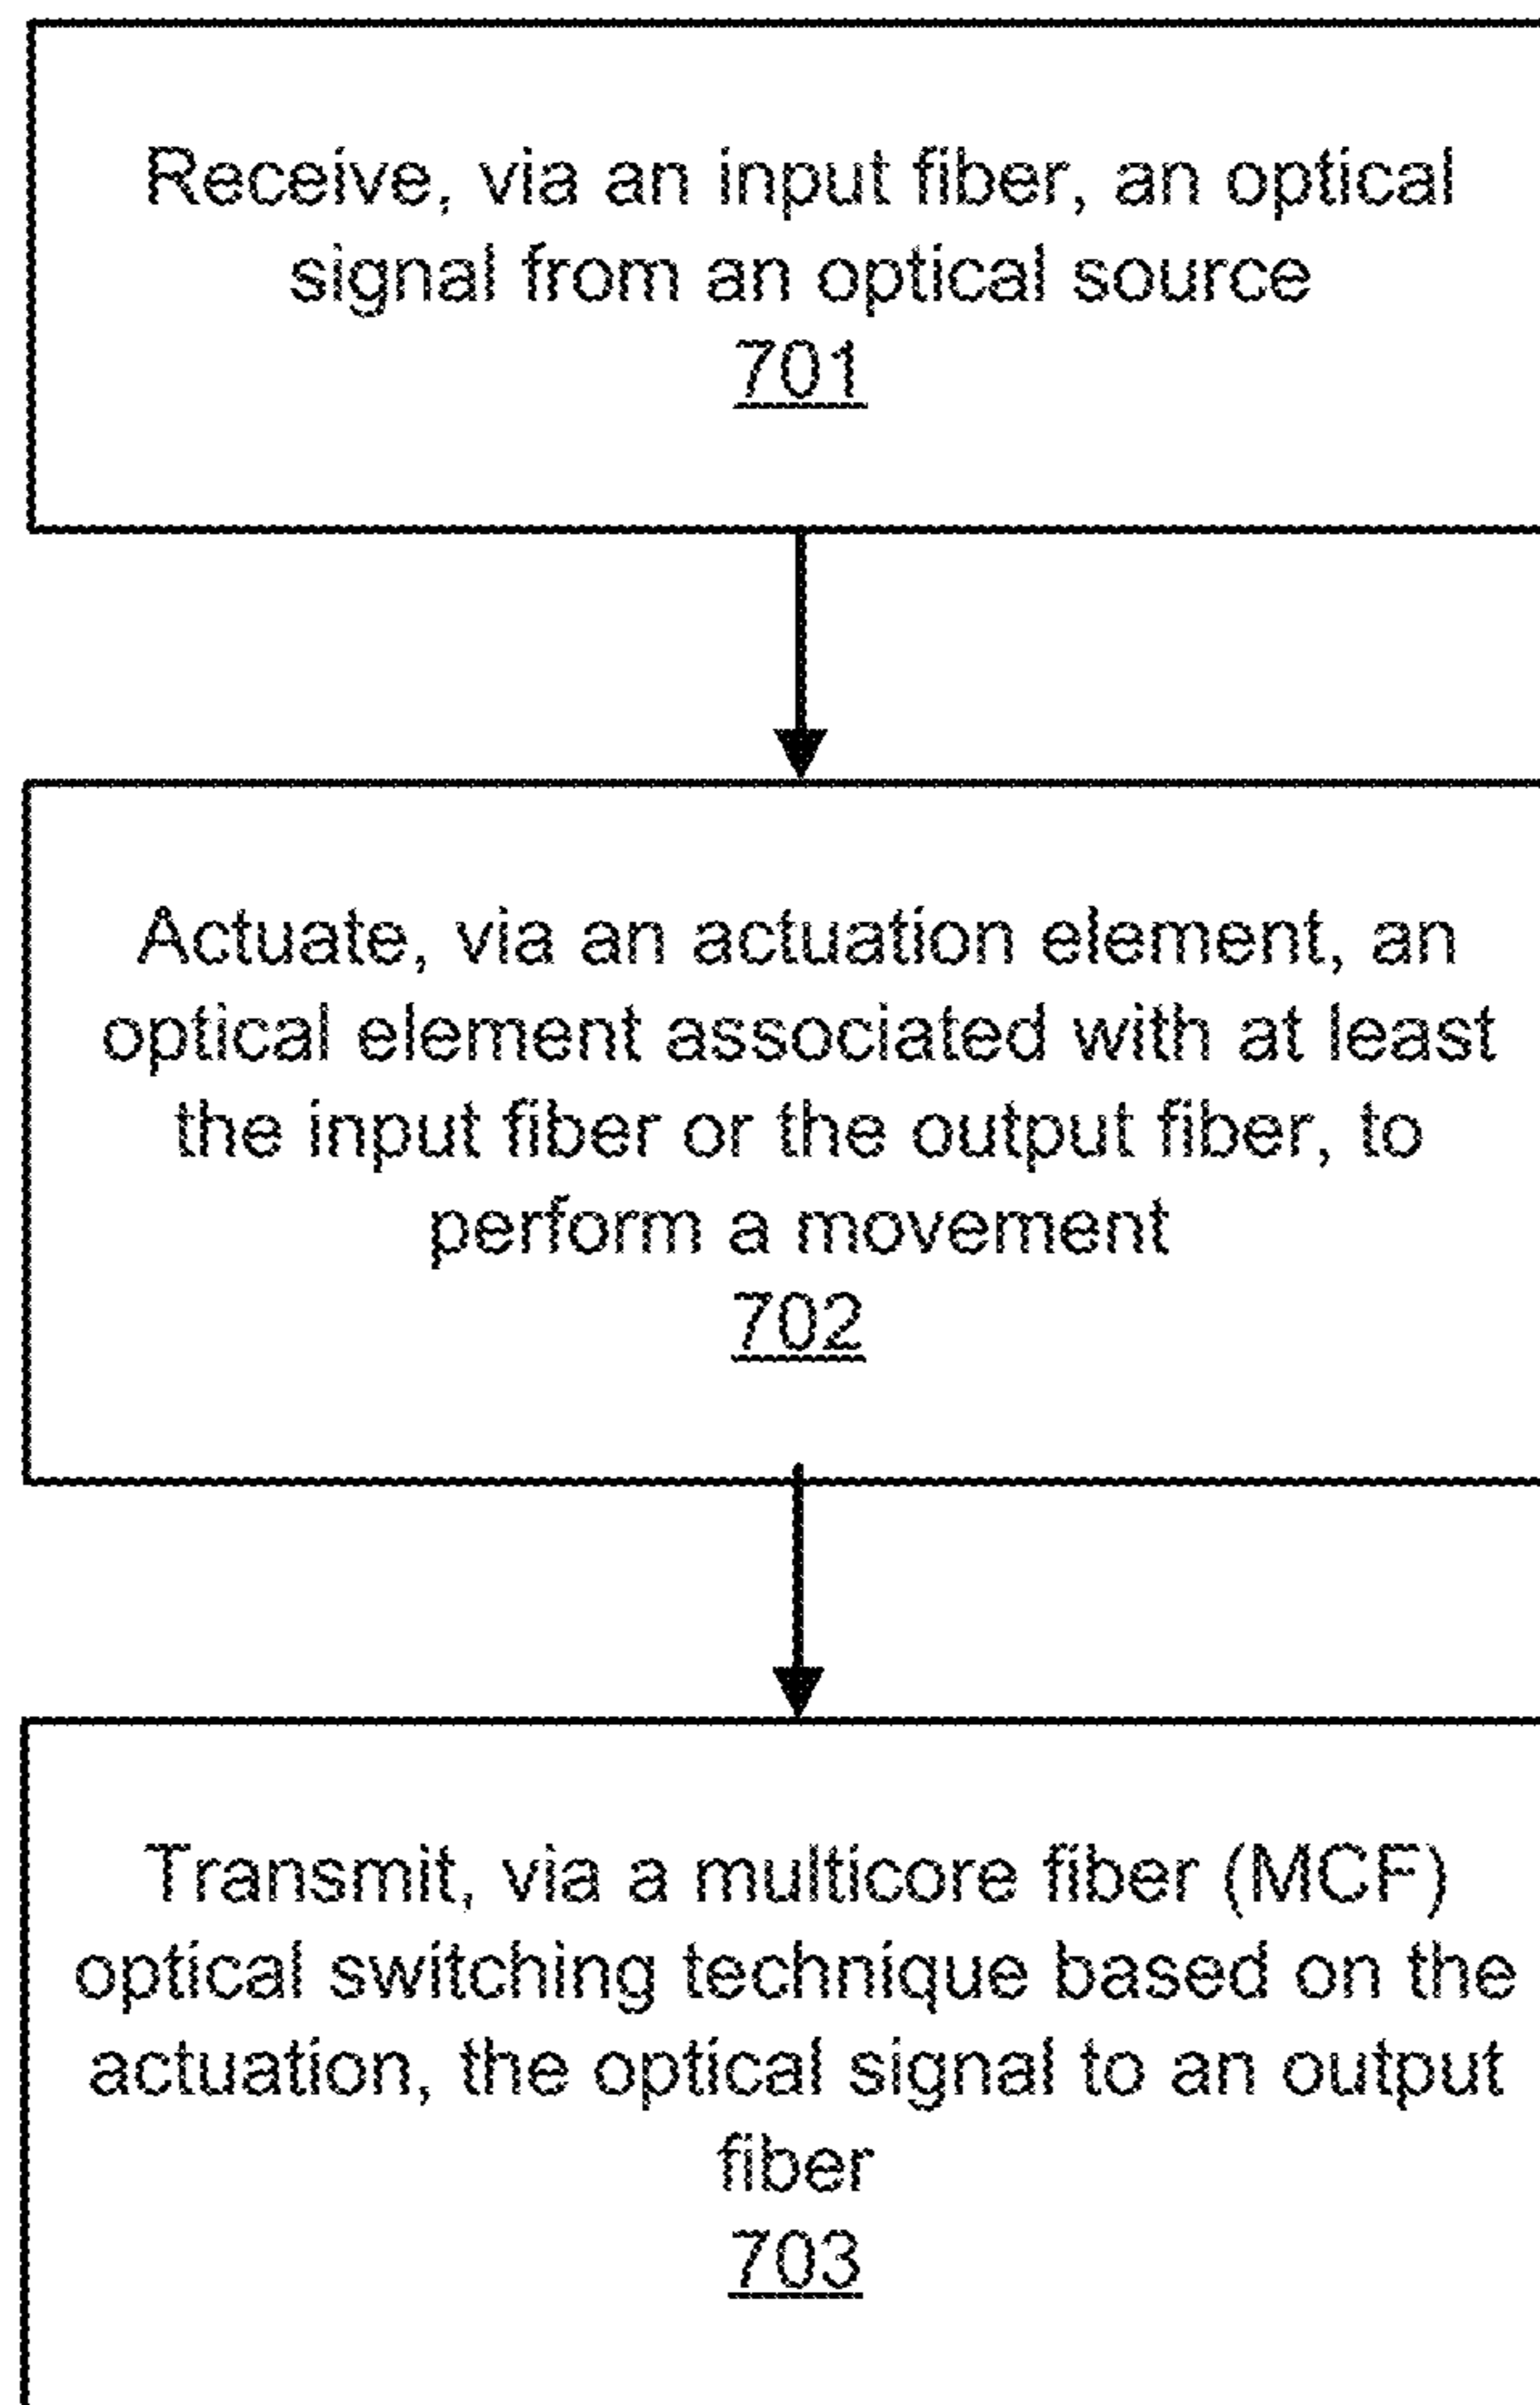 Receive, via an input fiber, an optical
signal from an optical source
701
Actuate, via an actuation element, an
optical element associated with at least
the input fiber or the output fiber, to
perform a movement
702
Transmit, via a multicore fiber (MCF)
optical switching technique based on the
actuation, the optical signal to an output
fiber
703